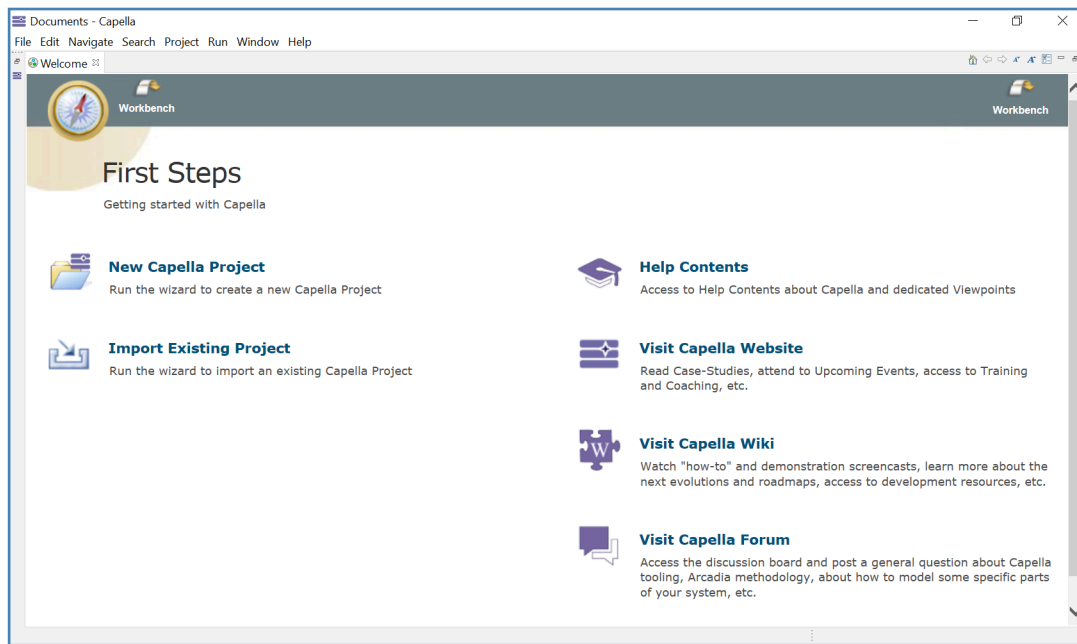 Documents - Capella
File Edit Navigate Search Project Run Window Help
Welcome
Workbench
Workbench
First Steps
Getting started with Capella
New Capella Project
Run the wizard to create a new Capella Project
Import Existing Project
Run the wizard to import an existing Capella Project
Help Contents
Access to Help Contents about Capella and dedicated Viewpoints
Visit Capella Website
Read Case-Studies, attend to Upcoming Events, access to Training
and Coaching, etc.
W
Visit Capella Wiki
Watch "how-to" and demonstration screencasts, learn more about the
next evolutions and roadmaps, access to development resources, etc.
Visit Capella Forum
Access the discussion board and post a general question about Capella
tooling, Arcadia methodology, about how to model some specific parts
of your system, etc.